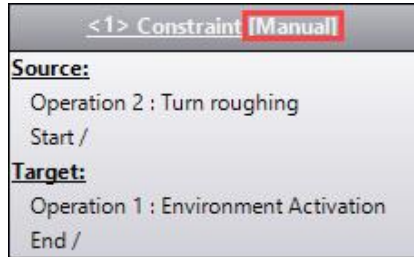 <1> Constraint [Manual]
Source:
Operation 2 : Turn roughing
Start /
Target:
Operation 1 : Environment Activation
End /